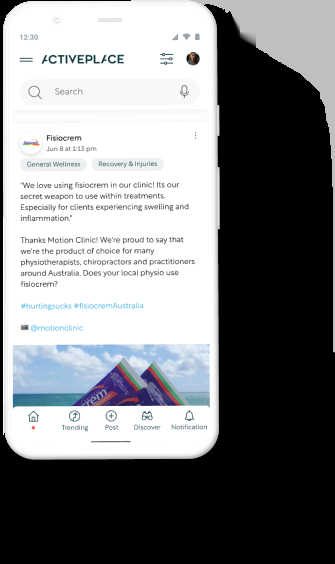 12:30
ACTIVEPLACE
Search
Fisiocrem
Jun 8 at 1:13 pm
General Wellness Recovery & Injuries
"We love using fisiocrem in our clinic! Its our
secret weapon to use within treatments.
Especially for clients experiencing swelling and
inflammation."
Thanks Motion Clinic! We're proud to say that
we're the product of choice for many
physiotherapists, chiropractors and practitioners
around Australia. Does your local physio use
fisiocrem?
#hurtingsucks #fisiocremAustralia
@motionclinic
Trending Post Discover Notification